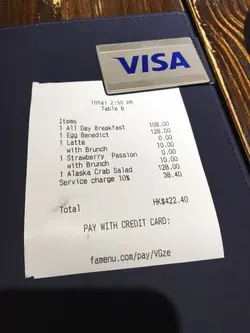 VISA
Total 2:59 pm
Table 6
Items
1 All Day Breakfast 108.00
1 Egg Benedict 128.00
1 Latte 0.00
with Brunch 10.00
1 Strawberry Passion 0.00
with Brunch 10.00
1 Alaska Crab Salad 128.00
Service charge 10% 38.40
Total HK$422.40
PAY WITH CREDIT CARD:
famenu.com/pay/VGze